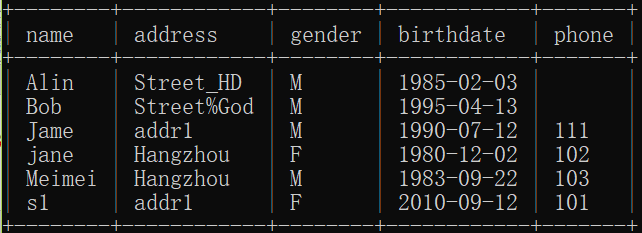 name address gender birthdate phone
Alin Street_HD M 1985-02-03
Bob Street%God M 1995-04-13
Jame addr1 M 1990-07-12 111
jane Hangzhou F 1980-12-02 102
Meimei Hangzhou M 1983-09-22 103
s1 addr1 F 2010-09-12 101